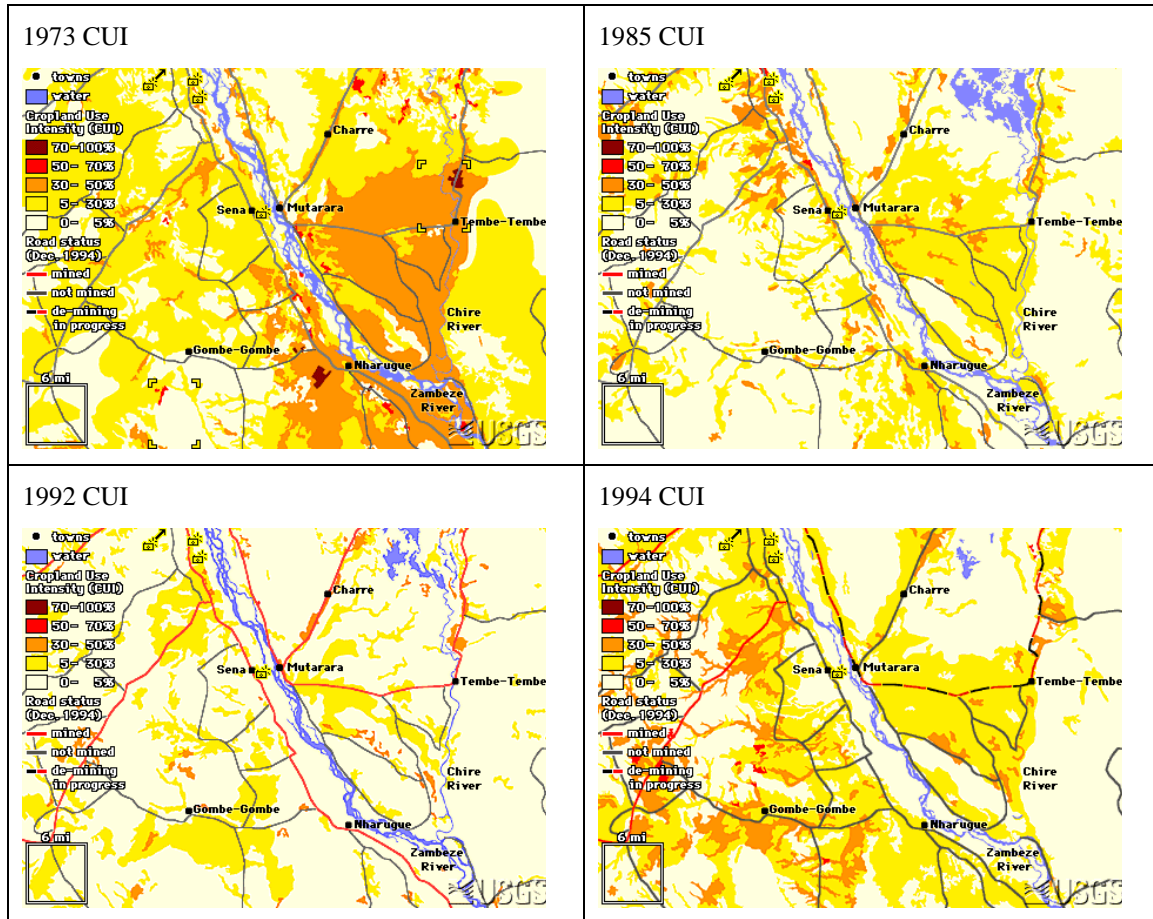 1973 CUI
towns
water
Cropland Use
Intensity (CUI)
70-100%
50- 70%
30- 50%
5- 30%
0- 5%
Road status
(Dec. 1994)
mined
not mined
de-mining
in progress
6 mi
Charre
Sena
Mutarara
Tembe-Tembe
Chire
River
Gombe-Gombe
Nharugue
Zambeze
River
USGS
1985 CUI
towns
water
Cropland Use
Intensity (CUI)
70-100%
50- 70%
30- 50%
5- 30%
0- 5%
Road status
(Dec. 1994)
mined
not mined
de-mining
in progress
6 mi
Charre
Sena
Mutarara
Tembe-Tembe
Chire
River
Gombe-Gombe
Nharugue
Zambeze
River
USGS
1992 CUI
towns
water
Cropland Use
Intensity (CUI)
70-100%
50- 70%
30- 50%
5- 30%
0- 5%
Road status
(Dec. 1994)
mined
not mined
de-mining
in progress
6 mi
Charre
Sena
Mutarara
Tembe-Tembe
Chire
River
Gombe-Gombe
Nharugue
Zambeze
River
USGS
1994 CUI
towns
water
Cropland Use
Intensity (CUI)
70-100%
50- 70%
30- 50%
5- 30%
0- 5%
Road status
(Dec. 1994)
mined
not mined
de-mining
in progress
6 mi
Charre
Sena
Mutarara
Tembe-Tembe
Chire
River
Gombe-Gombe
Nharugue
Zambeze
River
USGS